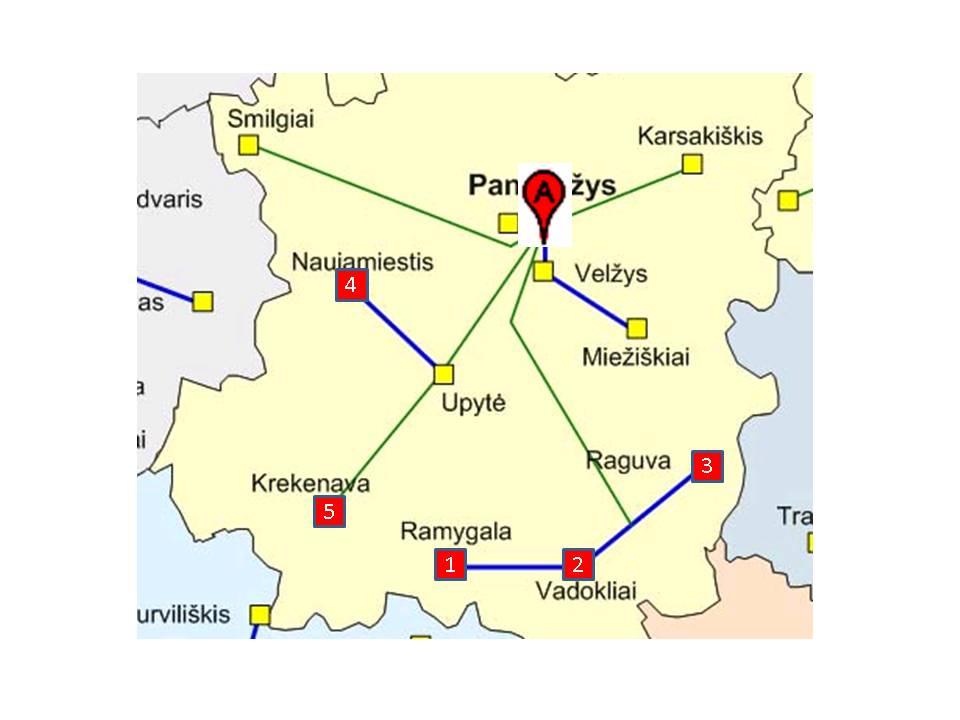 Smilgiai
Karsakiškis
Pan
A
žys
dvaris
Naujamiestis
4
Velžys
as
Miežiškiai
Upytė
Raguva
3
Krekenava
5
Ramygala
1
2
Vadokliai
Tra
urviliškis